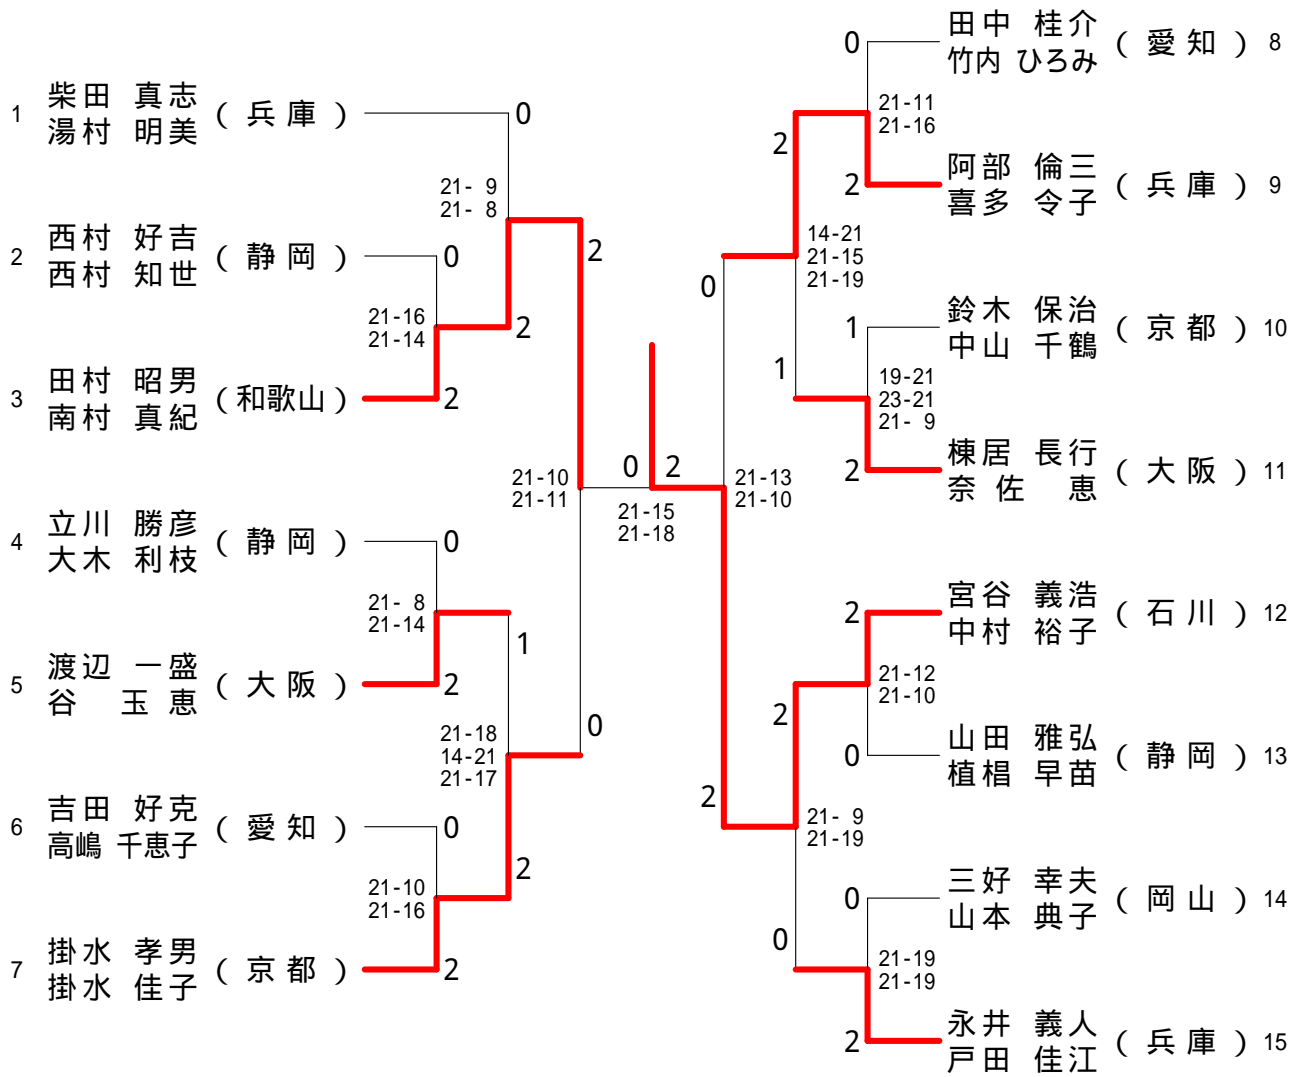 1 柴田 真志 (兵庫)
湯村 明美
0
21- 9
21- 8
2 西村 好吉 (静岡)
西村 知世
0
2
21-16
21-14
2
3 田村 昭男 (和歌山)
南村 真紀
2
21-10
21-11
4 立川 勝彦 (静岡)
大木 利枝
0
21- 8
21-14
1
5 渡辺 一盛 (大阪)
谷 玉恵
2
0
21-18
14-21
21-17
6 吉田 好克 (愛知)
高嶋 千恵子
0
2
21-10
21-16
7 掛水 孝男 (京都)
掛水 佳子
2
0 2
21-15
21-18
田中 桂介 (愛知) 8
竹内 ひろみ
0
21-11
21-16
2
阿部 倫三 (兵庫) 9
喜多 令子
2
14-21
21-15
21-19
0
鈴木 保治 (京都) 10
中山 千鶴
1
1
19-21
23-21
21- 9
棟居 長行 (大阪) 11
奈佐 恵
2
21-13
21-10
宮谷 義浩 (石川) 12
中村 裕子
2
21-12
21-10
2
山田 雅弘 (静岡) 13
植椙 早苗
0
2
21- 9
21-19
三好 幸夫 (岡山) 14
山本 典子
0
0
21-19
21-19
永井 義人 (兵庫) 15
戸田 佳江
2